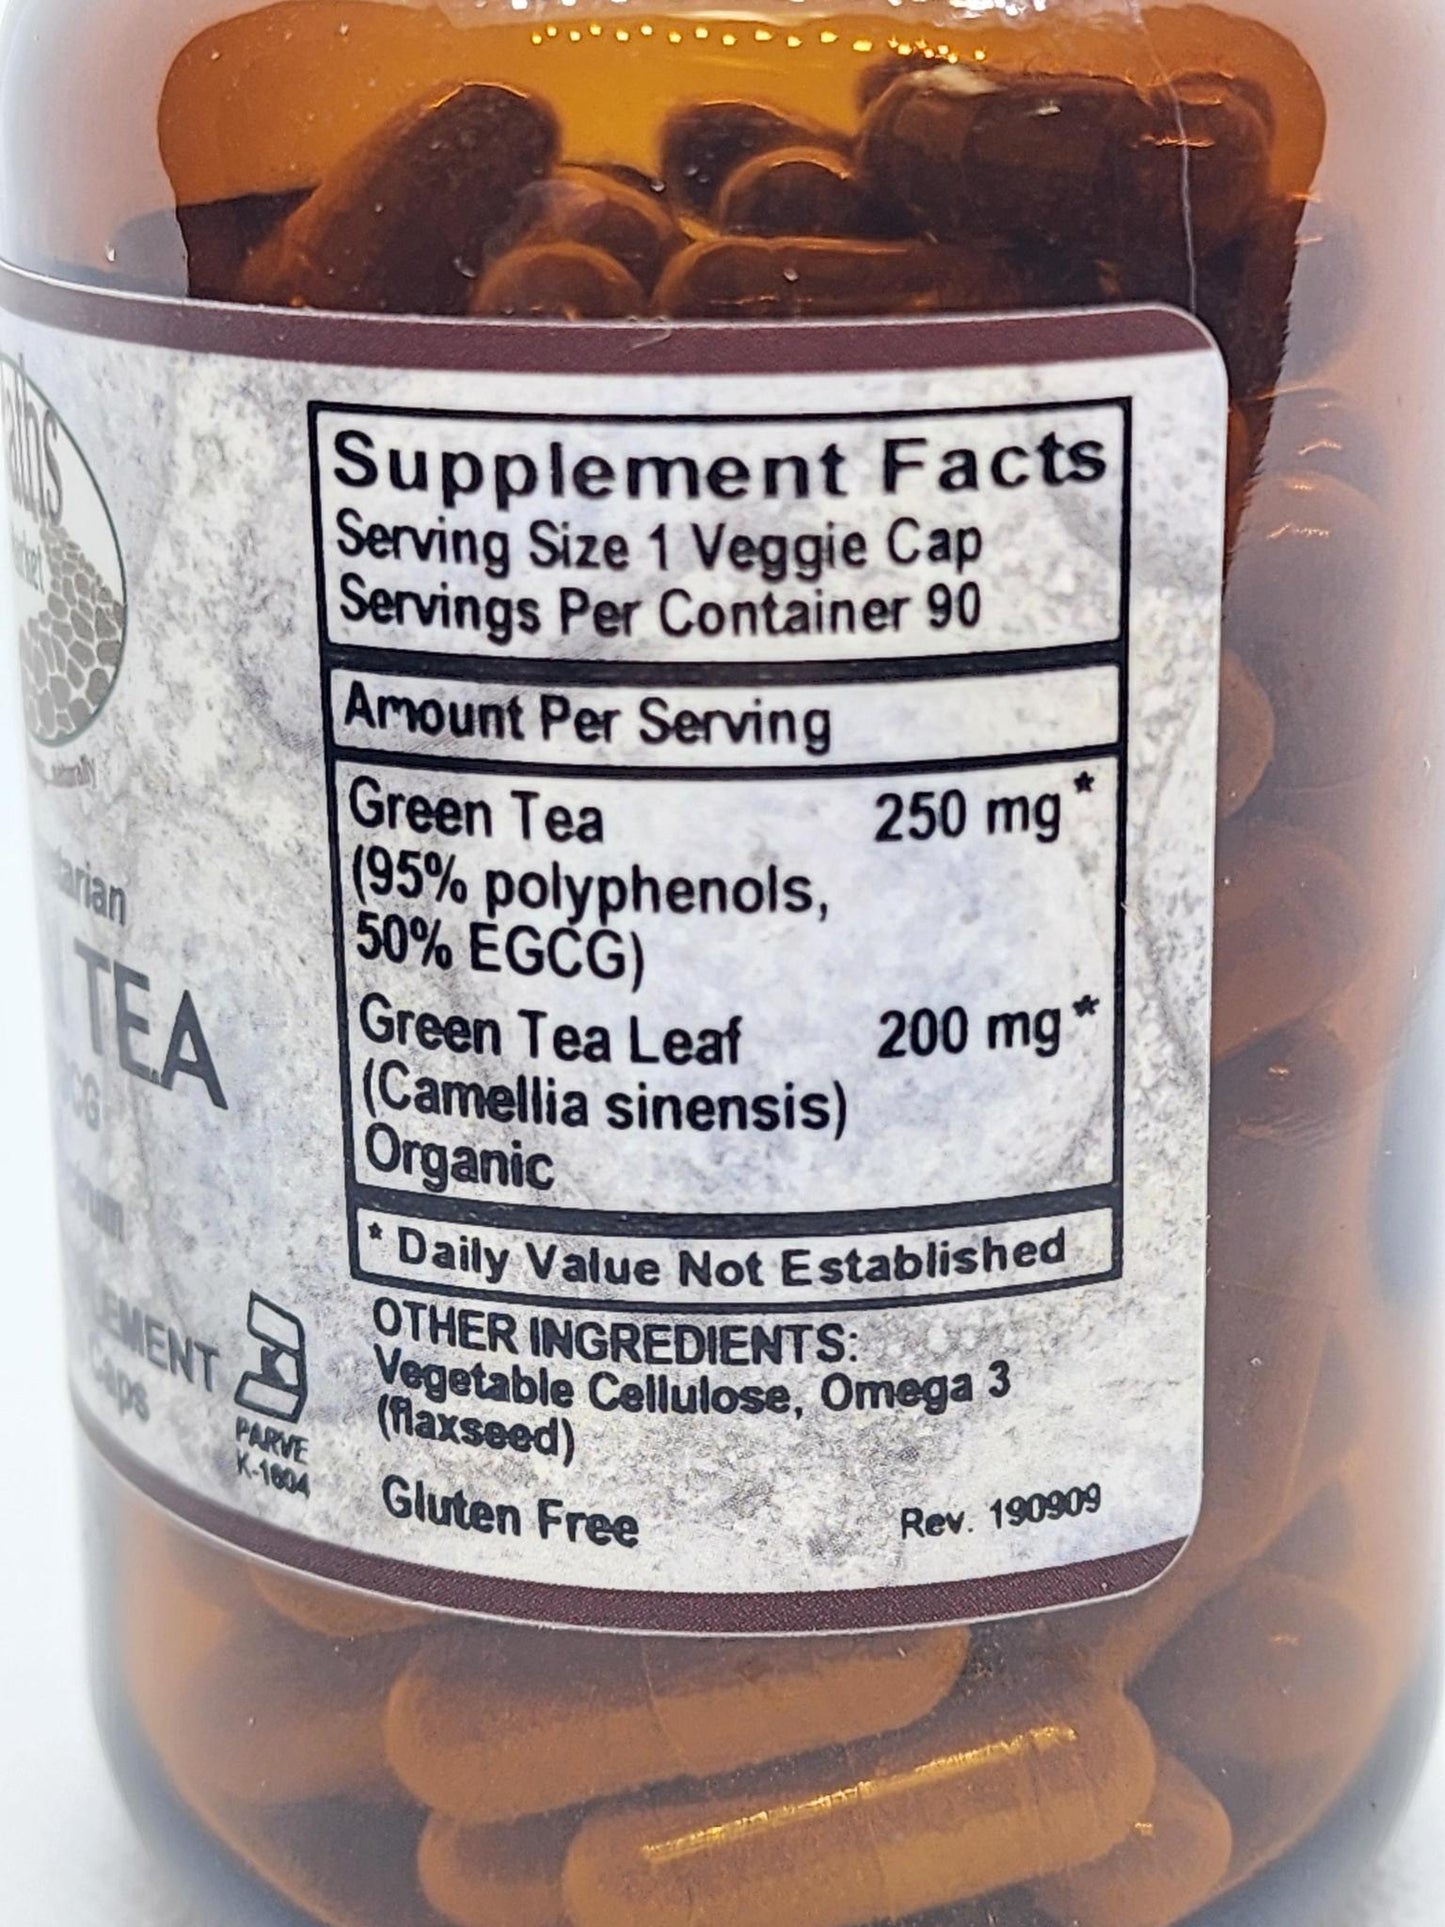 Supplement Facts
Serving Size 1 Veggie Cap
Servings Per Container 90
Amount Per Serving
Green Tea 250 mg*
(95% polyphenols,
50% EGCG)
Green Tea Leaf 200 mg*
(Camellia sinensis)
Organic
* Daily Value Not Established
OTHER INGREDIENTS:
Vegetable Cellulose, Omega 3
(flaxseed)
Gluten Free
Rev. 190909
TEA
K
PARVE
K-1604